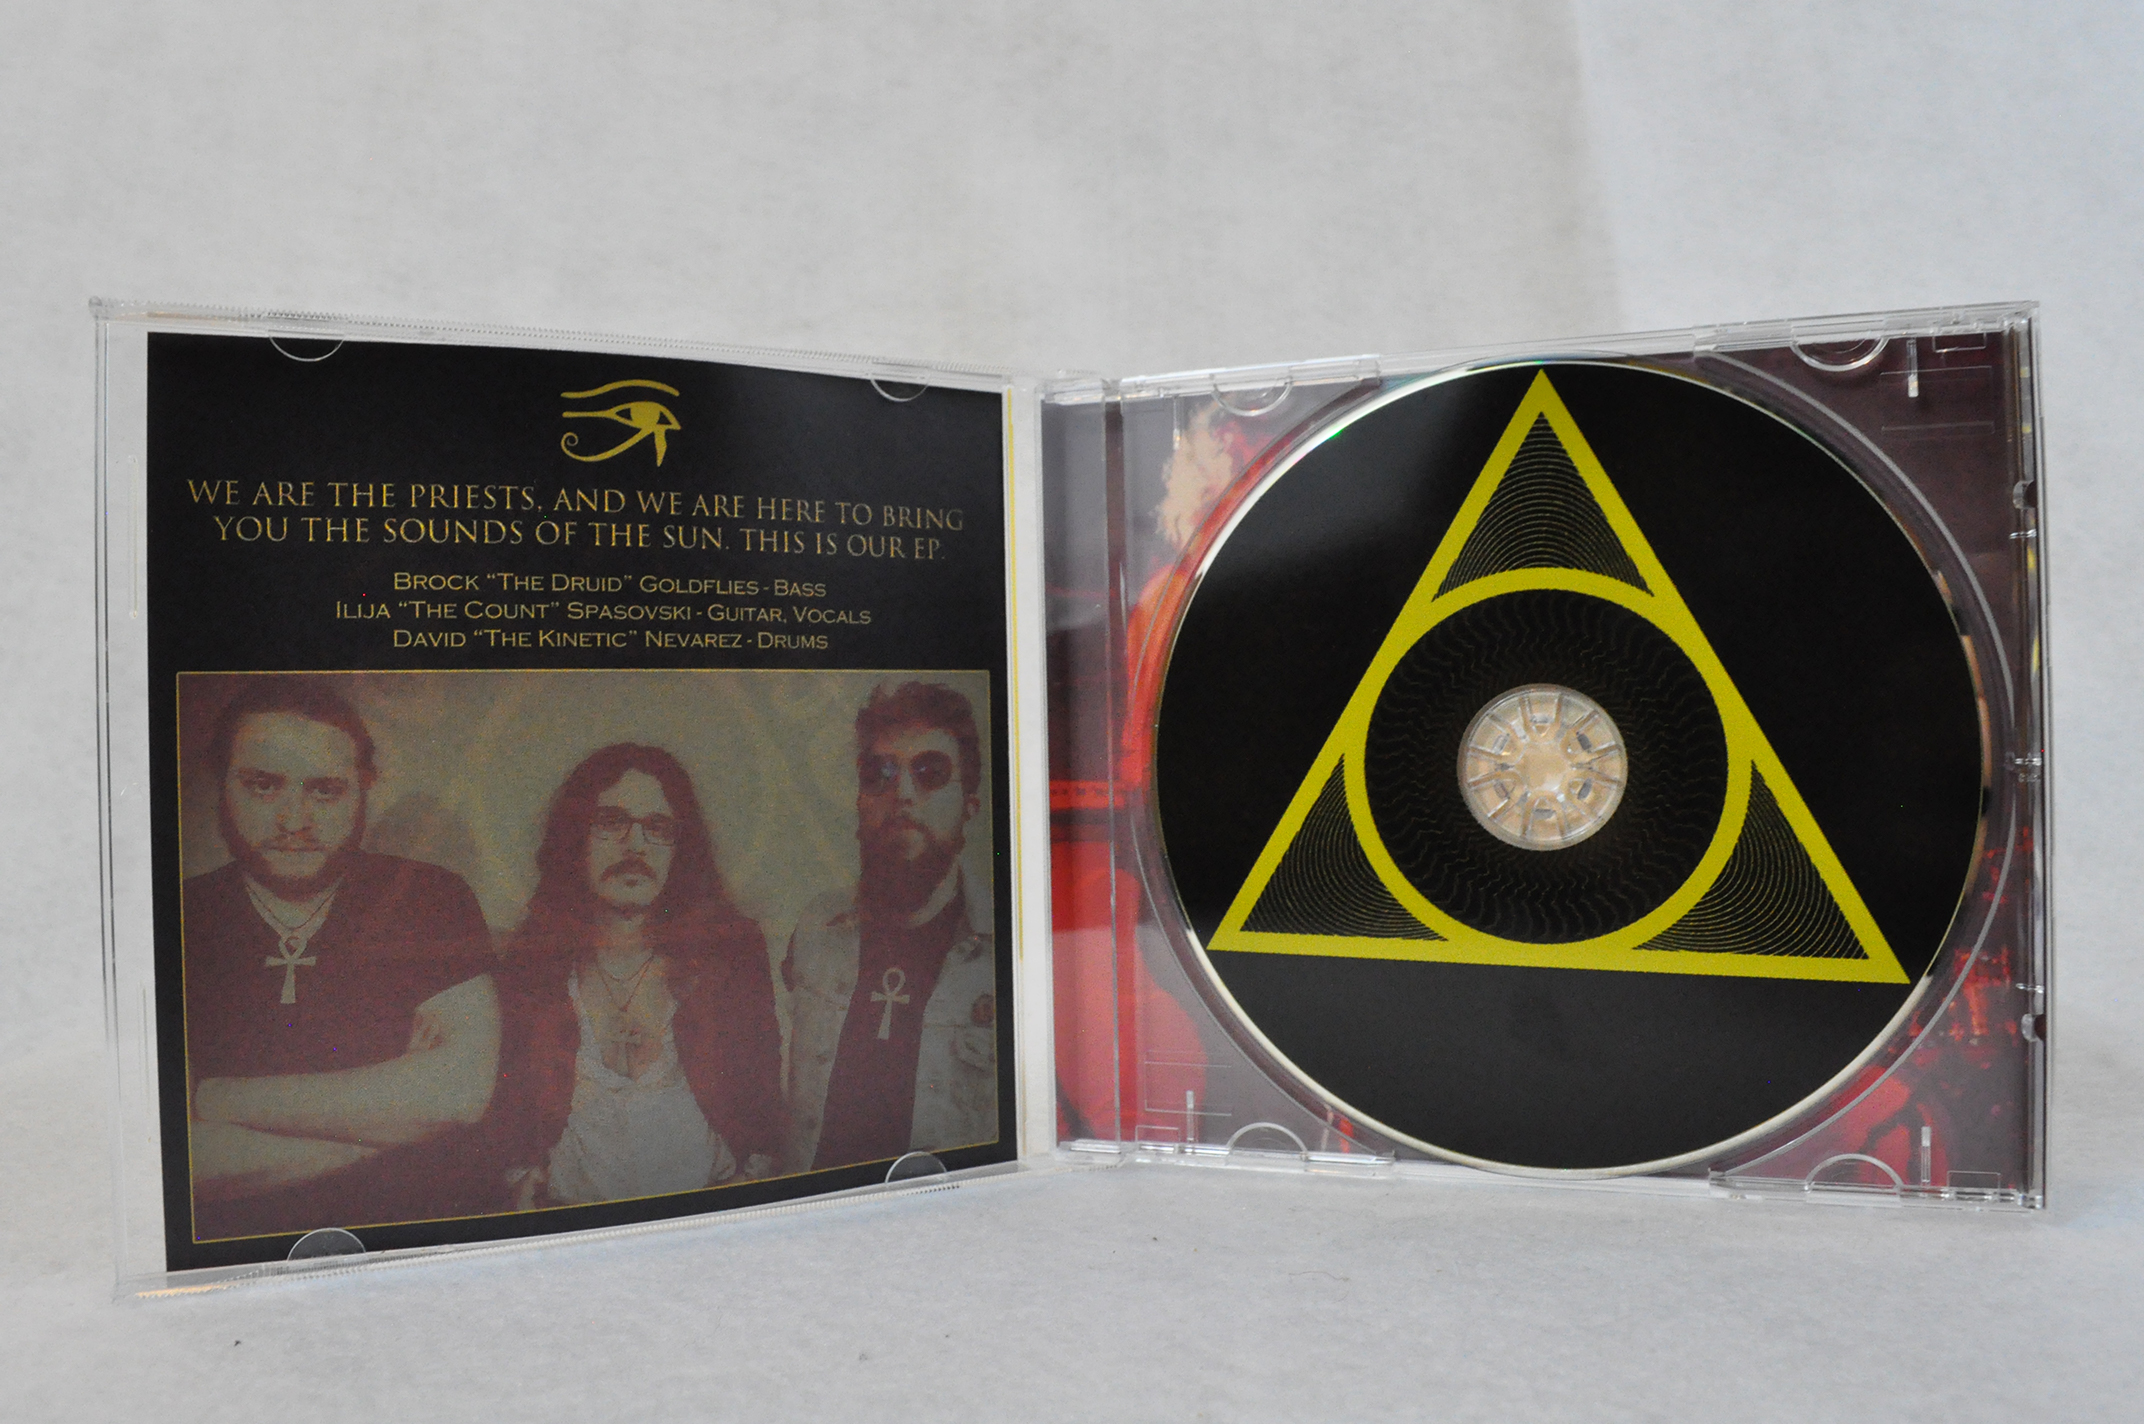 WE ARE THE PRIESTS, AND WE ARE HERE TO BRING
YOU THE SOUNDS OF THE SUN. THIS IS OUR EP.
BROCK “THE DRUID” GOLDFLIES - BASS
ILIJA “THE COUNT” SPASOVSKI - GUITAR, VOCALS
DAVID “THE KINETIC” NEVAREZ - DRUMS